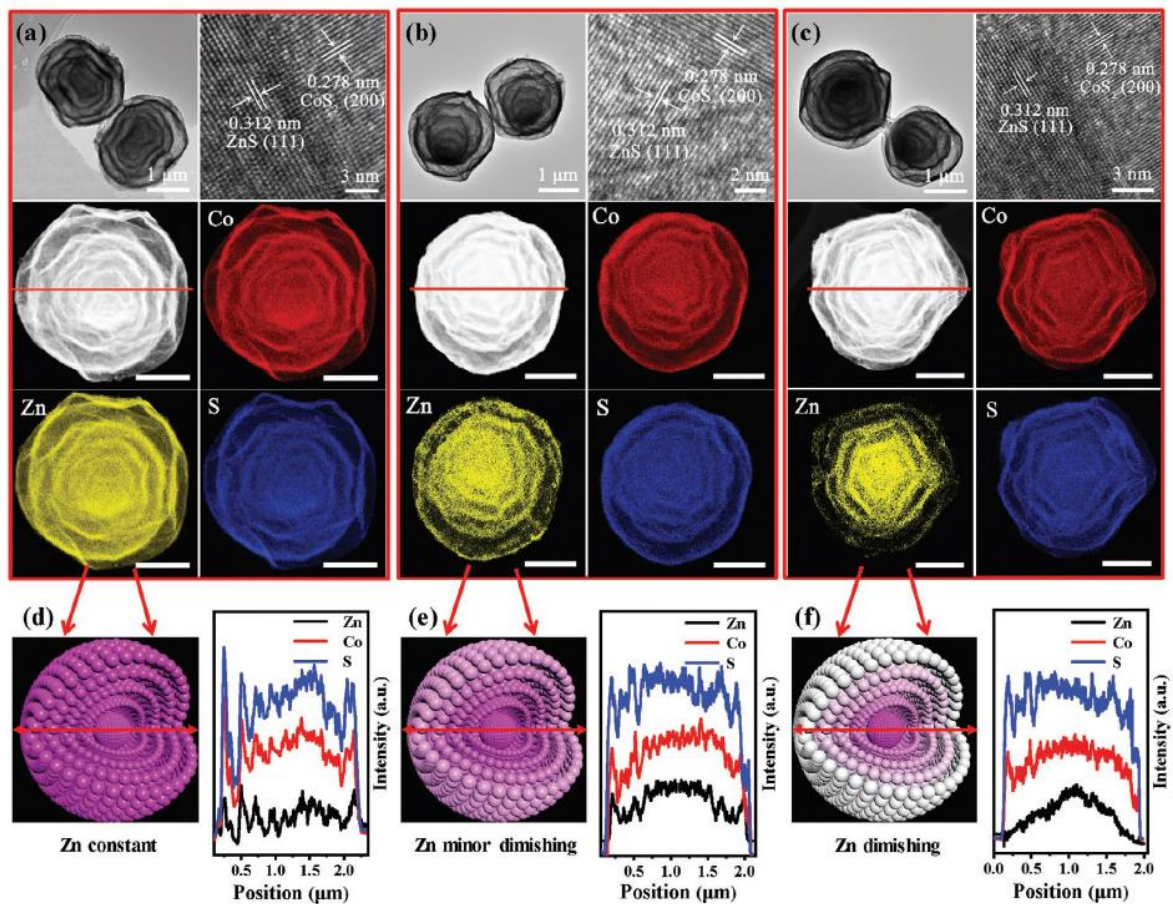 (a)
0.278 nm
CoS₂ (200)
0.312 nm
ZnS (111)
1 μm
3 nm
Co
Zn
S
(b)
0.278 nm
CoS₂ (200)
0.312 nm
ZnS (111)
1 μm
2 nm
Co
Zn
S
(c)
0.278 nm
CoS₂ (200)
0.312 nm
ZnS (111)
1 μm
3 nm
Co
Zn
S
(d)
Zn constant
Zn
Co
S
Intensity (a.u.)
0.5 1.0 1.5 2.0
Position (μm)
(e)
Zn minor dimishing
Zn
Co
S
Intensity (a.u.)
0.5 1.0 1.5 2.0
Position (μm)
(f)
Zn dimishing
Zn
Co
S
Intensity (a.u.)
0.0 0.5 1.0 1.5 2.0
Position (μm)